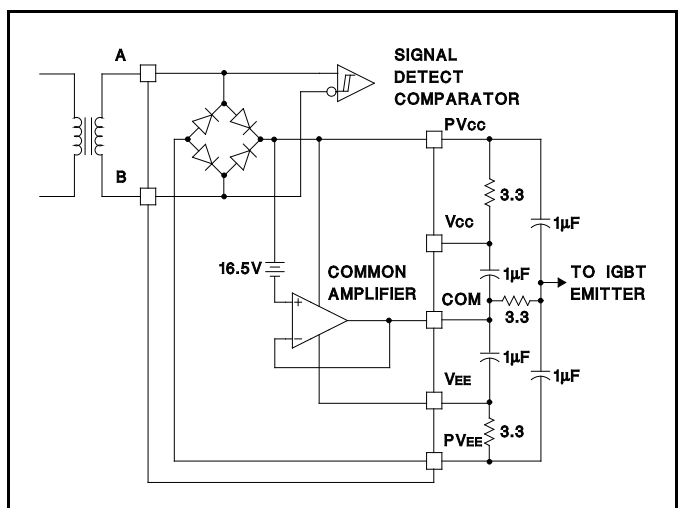 A
SIGNAL
DETECT
COMPARATOR
B
PVCC
3.3
VCC
1µF
16.5V
COMMON
AMPLIFIER
1µF
TO IGBT
EMITTER
COM
3.3
+
−
1µF
1µF
VEE
3.3
PVEE